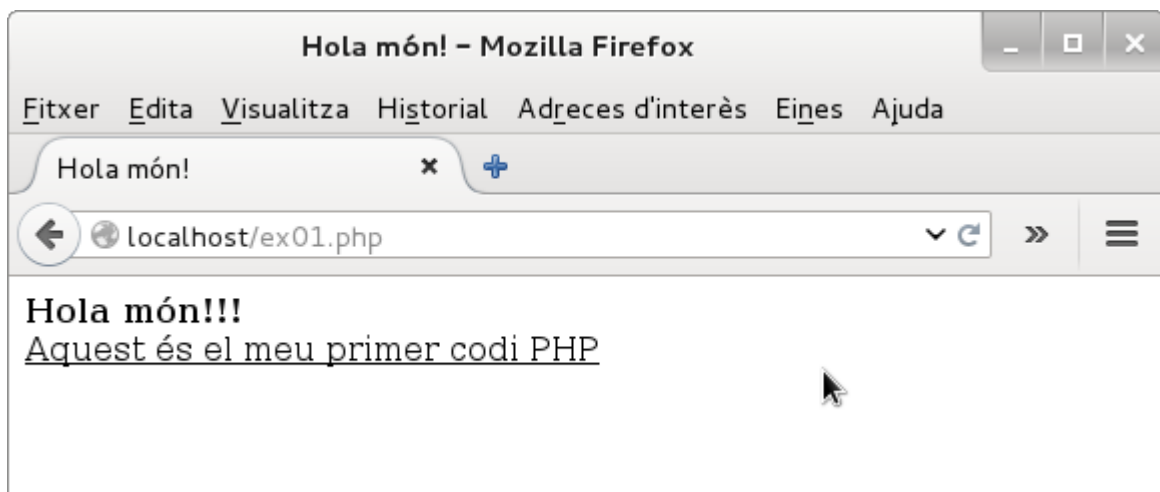 Hola món! – Mozilla Firefox
Fitxer Edita Visualitza Historial Adreces d'interès Eines Ajuda
Hola món!
localhost/ex01.php
Hola món!!!
Aquest és el meu primer codi PHP